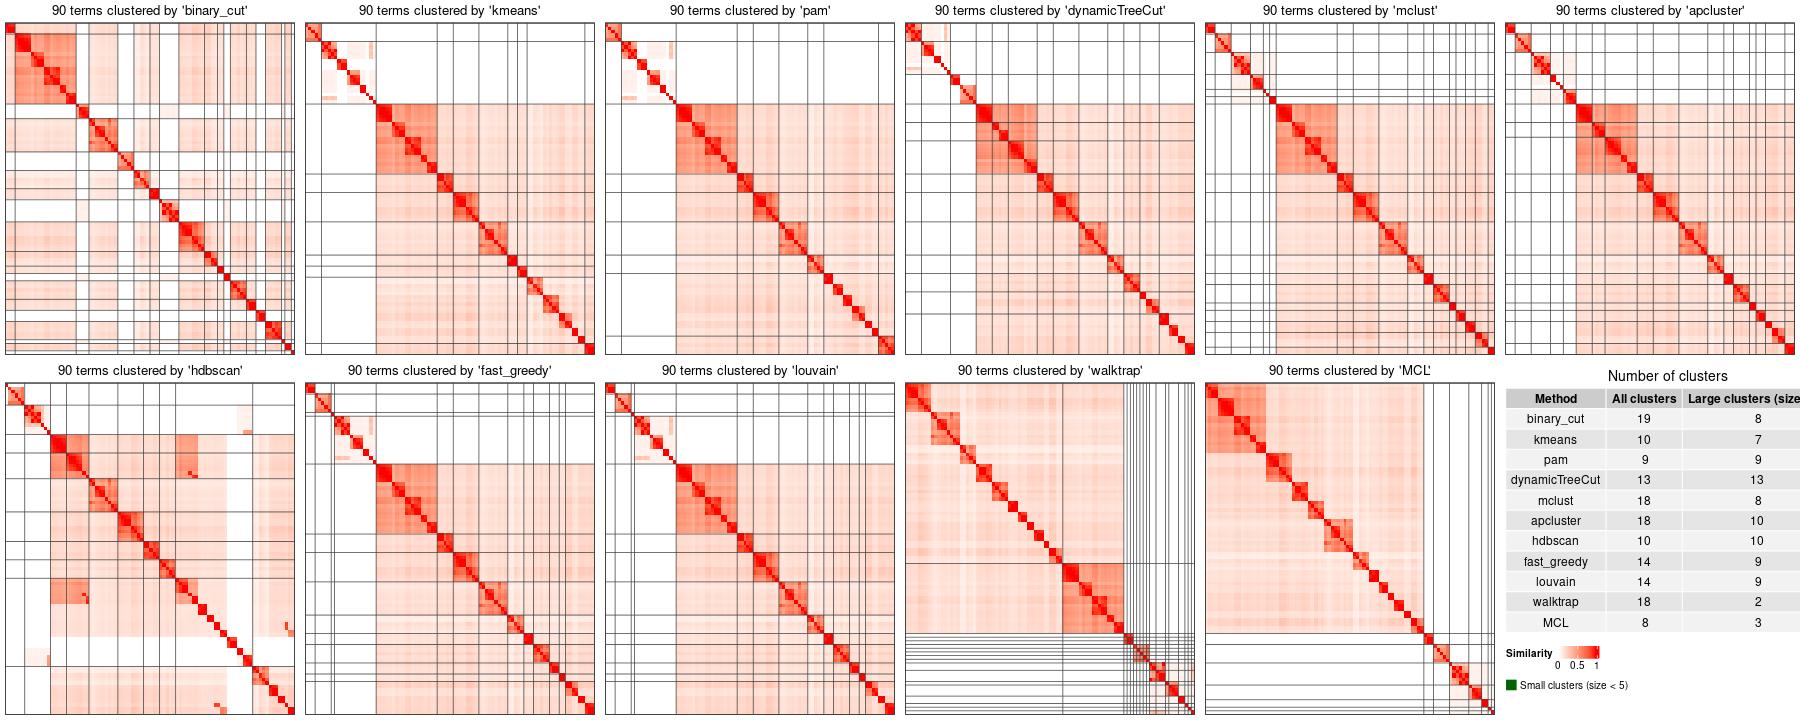 90 terms clustered by 'binary_cut'
90 terms clustered by 'kmeans'
90 terms clustered by 'pam'
90 terms clustered by 'dynamicTreeCut'
90 terms clustered by 'mclust'
90 terms clustered by 'apcluster'
90 terms clustered by 'hdbscan'
90 terms clustered by 'fast_greedy'
90 terms clustered by 'louvain'
90 terms clustered by 'walktrap'
90 terms clustered by 'MCL'
Number of clusters
Method All clusters Large clusters (size
binary_cut 19 8
kmeans 10 7
pam 9 9
dynamicTreeCut 13 13
mclust 18 8
apcluster 18 10
hdbscan 10 10
fast_greedy 14 9
louvain 14 9
walktrap 18 2
MCL 8 3
Similarity
0 0.5 1
Small clusters (size < 5)